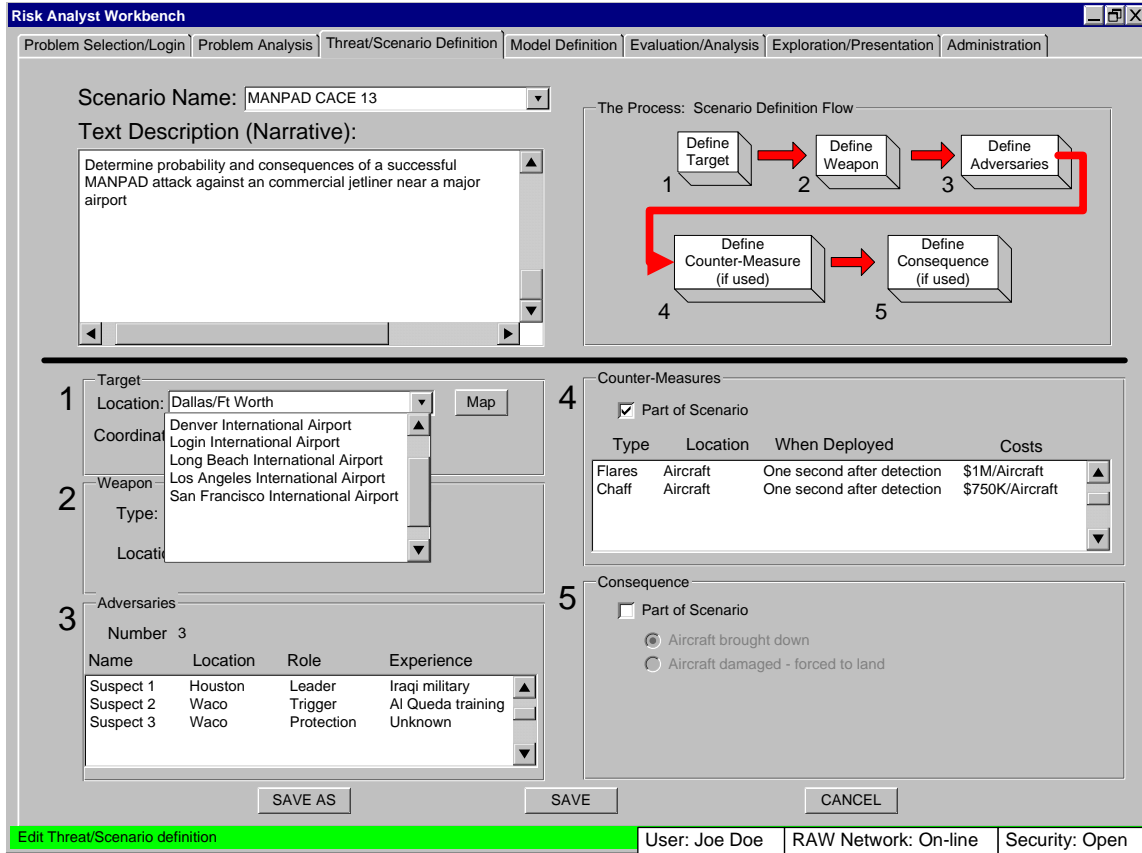 Risk Analyst Workbench
Problem Selection/Login Problem Analysis Threat/Scenario Definition Model Definition Evaluation/Analysis Exploration/Presentation Administration
Scenario Name: MANPAD CACE 13
Text Description (Narrative):
Determine probability and consequences of a successful
MANPAD attack against an commercial jetliner near a major
airport
The Process: Scenario Definition Flow
Define
Target
1
Define
Weapon
2
Define
Adversaries
3
Define
Counter-Measure
(if used)
4
Define
Consequence
(if used)
5
1
Target
Location: Dallas/Ft Worth
Map
Coordinat
Denver International Airport
Login International Airport
Long Beach International Airport
Los Angeles International Airport
San Francisco International Airport
2
Weapon
Type:
Locatio
3
Adversaries
Number 3
Name Location Role Experience
Suspect 1 Houston Leader Iraqi military
Suspect 2 Waco Trigger Al Queda training
Suspect 3 Waco Protection Unknown
4
Counter-Measures
Part of Scenario
Type Location When Deployed Costs
Flares Aircraft One second after detection $1M/Aircraft
Chaff Aircraft One second after detection $750K/Aircraft
5
Consequence
Part of Scenario
Aircraft brought down
Aircraft damaged - forced to land
SAVE AS SAVE CANCEL
Edit Threat/Scenario definition User: Joe Doe RAW Network: On-line Security: Open